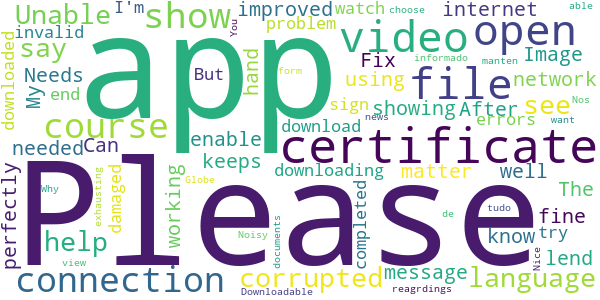 Unable
I'm
show
improved
watch
choose
able
invalid
say
problem
video
internet
You
open
downloaded
app
But
hand
Fix
Image
informado
manten
My
Needs
file
using
network
end
form
sign
showing
After
see
Nos
course
enable
download
news
errors
want
needed
Can
certificate
keeps
downloading
matter
well
The
perfectly
Please
Why
exhausting
damaged
working
Globe
completed
know
de
tudo
fine
try
help
Noisy
documents
view
corrupted
message
Nice
lend
connection
language
Downloadable
reagrdings